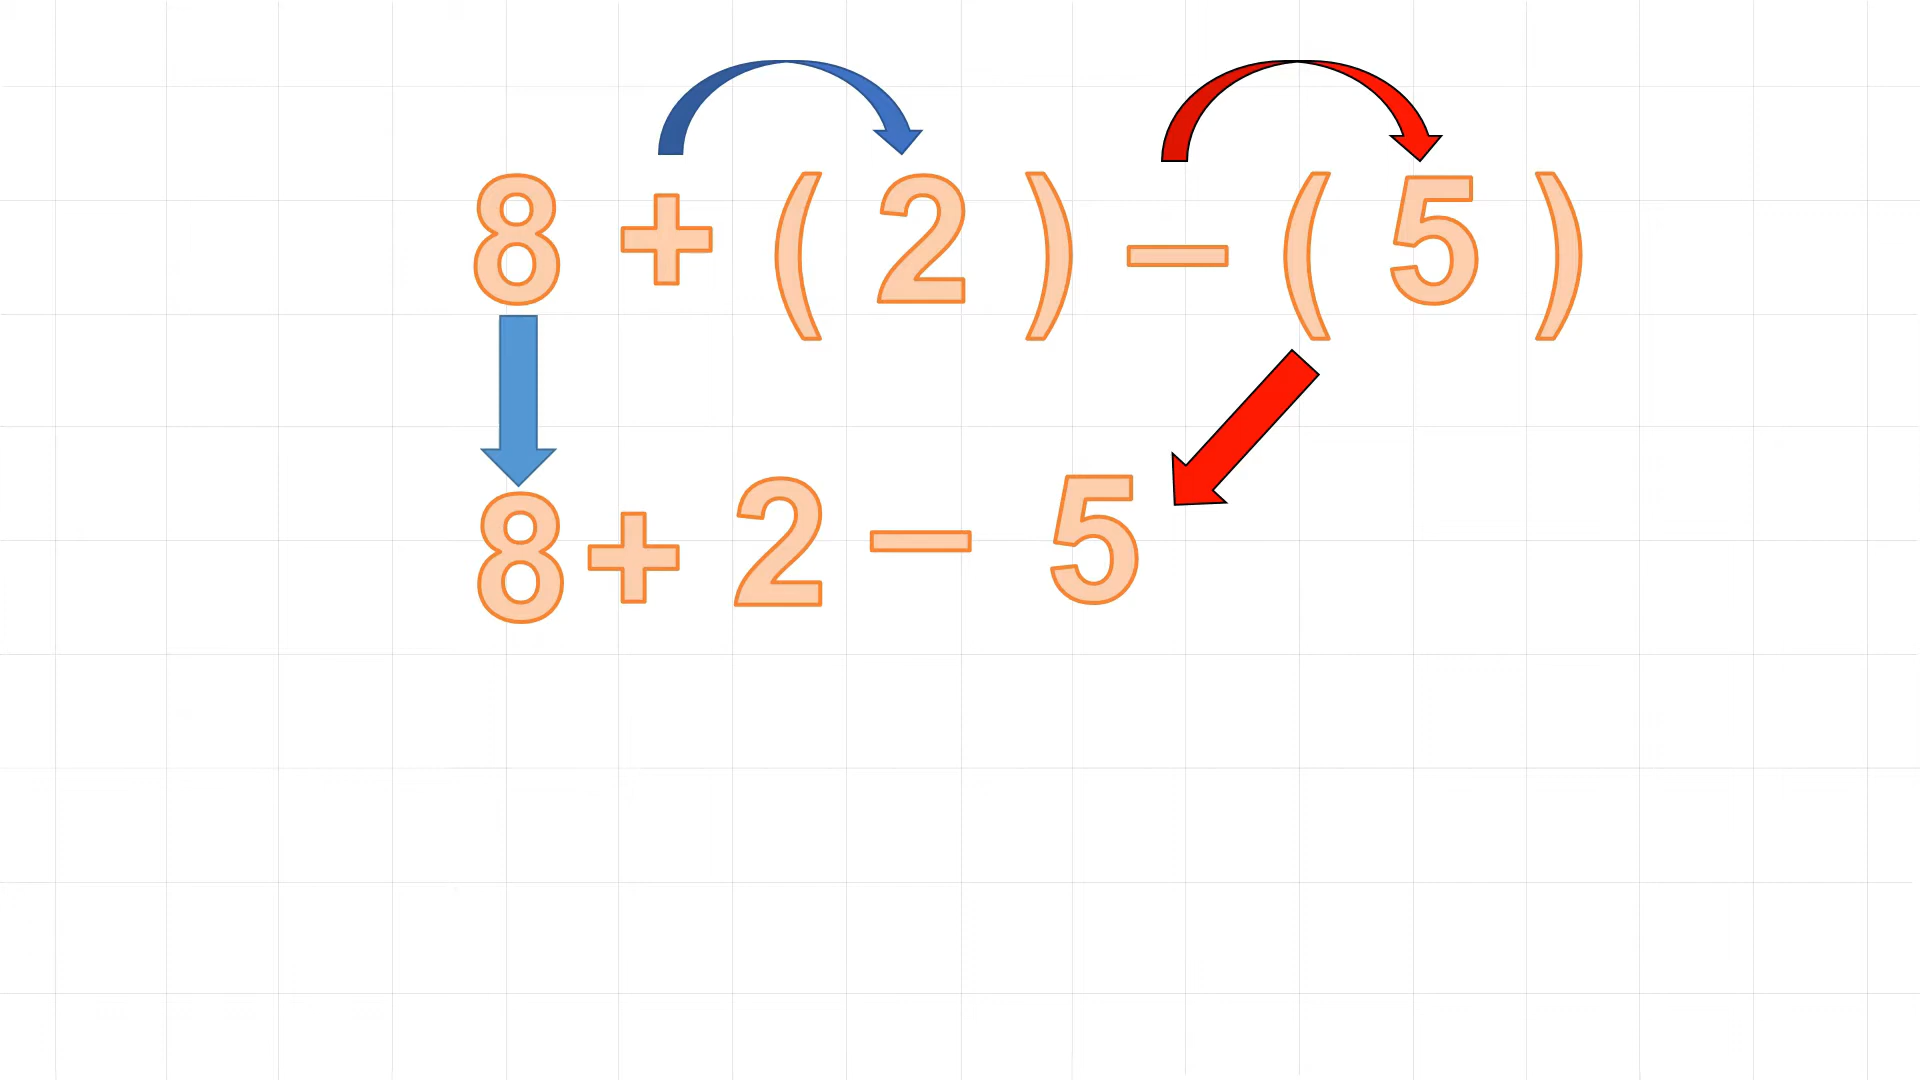 8 + ( 2 ) – ( 5 )
8 + 2 – 5